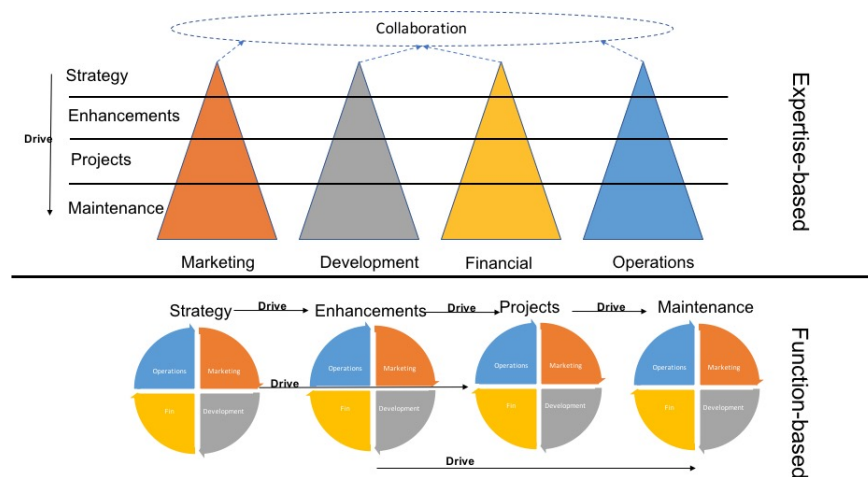 Collaboration
Strategy
Enhancements
Drive
Projects
Maintenance
Marketing
Development
Financial
Operations
Expertise-based
Strategy
Drive
Enhancements
Drive
Projects
Drive
Maintenance
Operations
Marketing
Fin
Development
Drive
Operations
Marketing
Fin
Development
Operations
Marketing
Fin
Development
Operations
Marketing
Fin
Development
Drive
Function-based